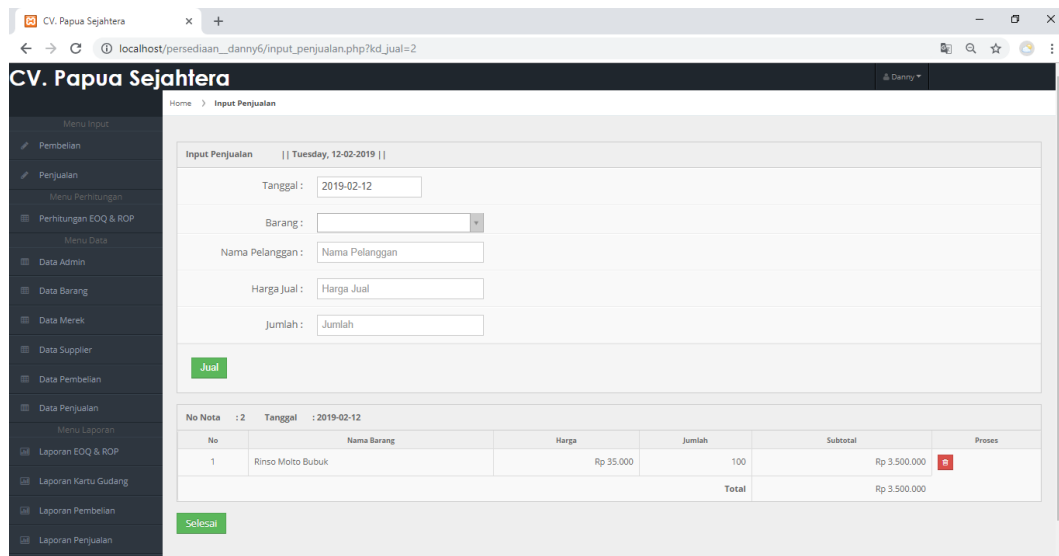 CV. Papua Sejahtera
localhost/persediaan__danny6/input_penjualan.php?kd_jual=2
CV. Papua Sejahtera
Danny
Home > Input Penjualan
Menu Input
Pembelian
Penjualan
Menu Perhitungan
Perhitungan EOQ & ROP
Menu Data
Data Admin
Data Barang
Data Merek
Data Supplier
Data Pembelian
Data Penjualan
Menu Laporan
Laporan EOQ & ROP
Laporan Kartu Gudang
Laporan Pembelian
Laporan Penjualan
Input Penjualan || Tuesday, 12-02-2019 ||
Tanggal : 2019-02-12
Barang :
Nama Pelanggan : Nama Pelanggan
Harga Jual : Harga Jual
Jumlah : Jumlah
Jual
No Nota : 2 Tanggal : 2019-02-12
No Nama Barang Harga Jumlah Subtotal Proses
1 Rinso Molto Bubuk Rp 35.000 100 Rp 3.500.000
Total Rp 3.500.000
Selesai